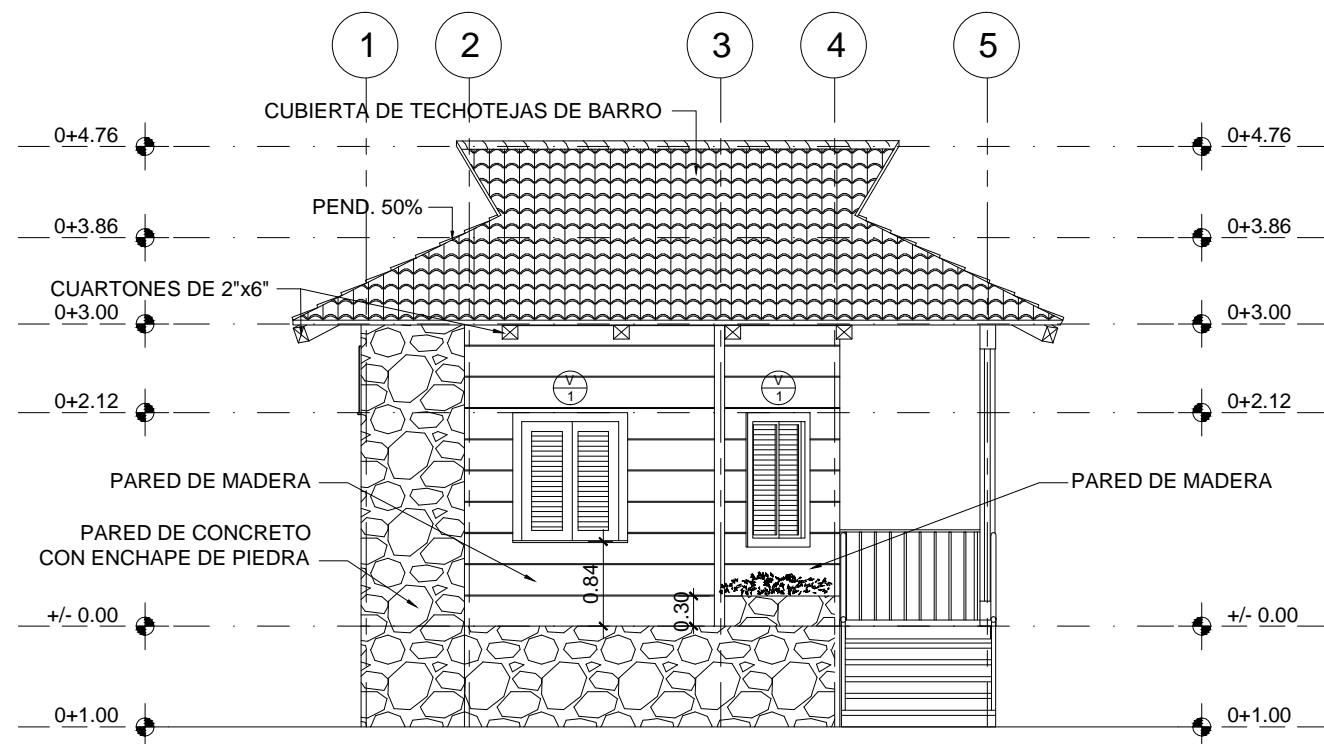 1 2 3 4 5
CUBIERTA DE TECHOTEJAS DE BARRO
0+4.76 0+4.76
PEND. 50%
0+3.86 0+3.86
CUARTONES DE 2"x6"
0+3.00 0+3.00
V V
1 1
0+2.12 0+2.12
PARED DE MADERA PARED DE MADERA
PARED DE CONCRETO
CON ENCHAPE DE PIEDRA
0.84
0.30
+/- 0.00 +/- 0.00
0+1.00 0+1.00